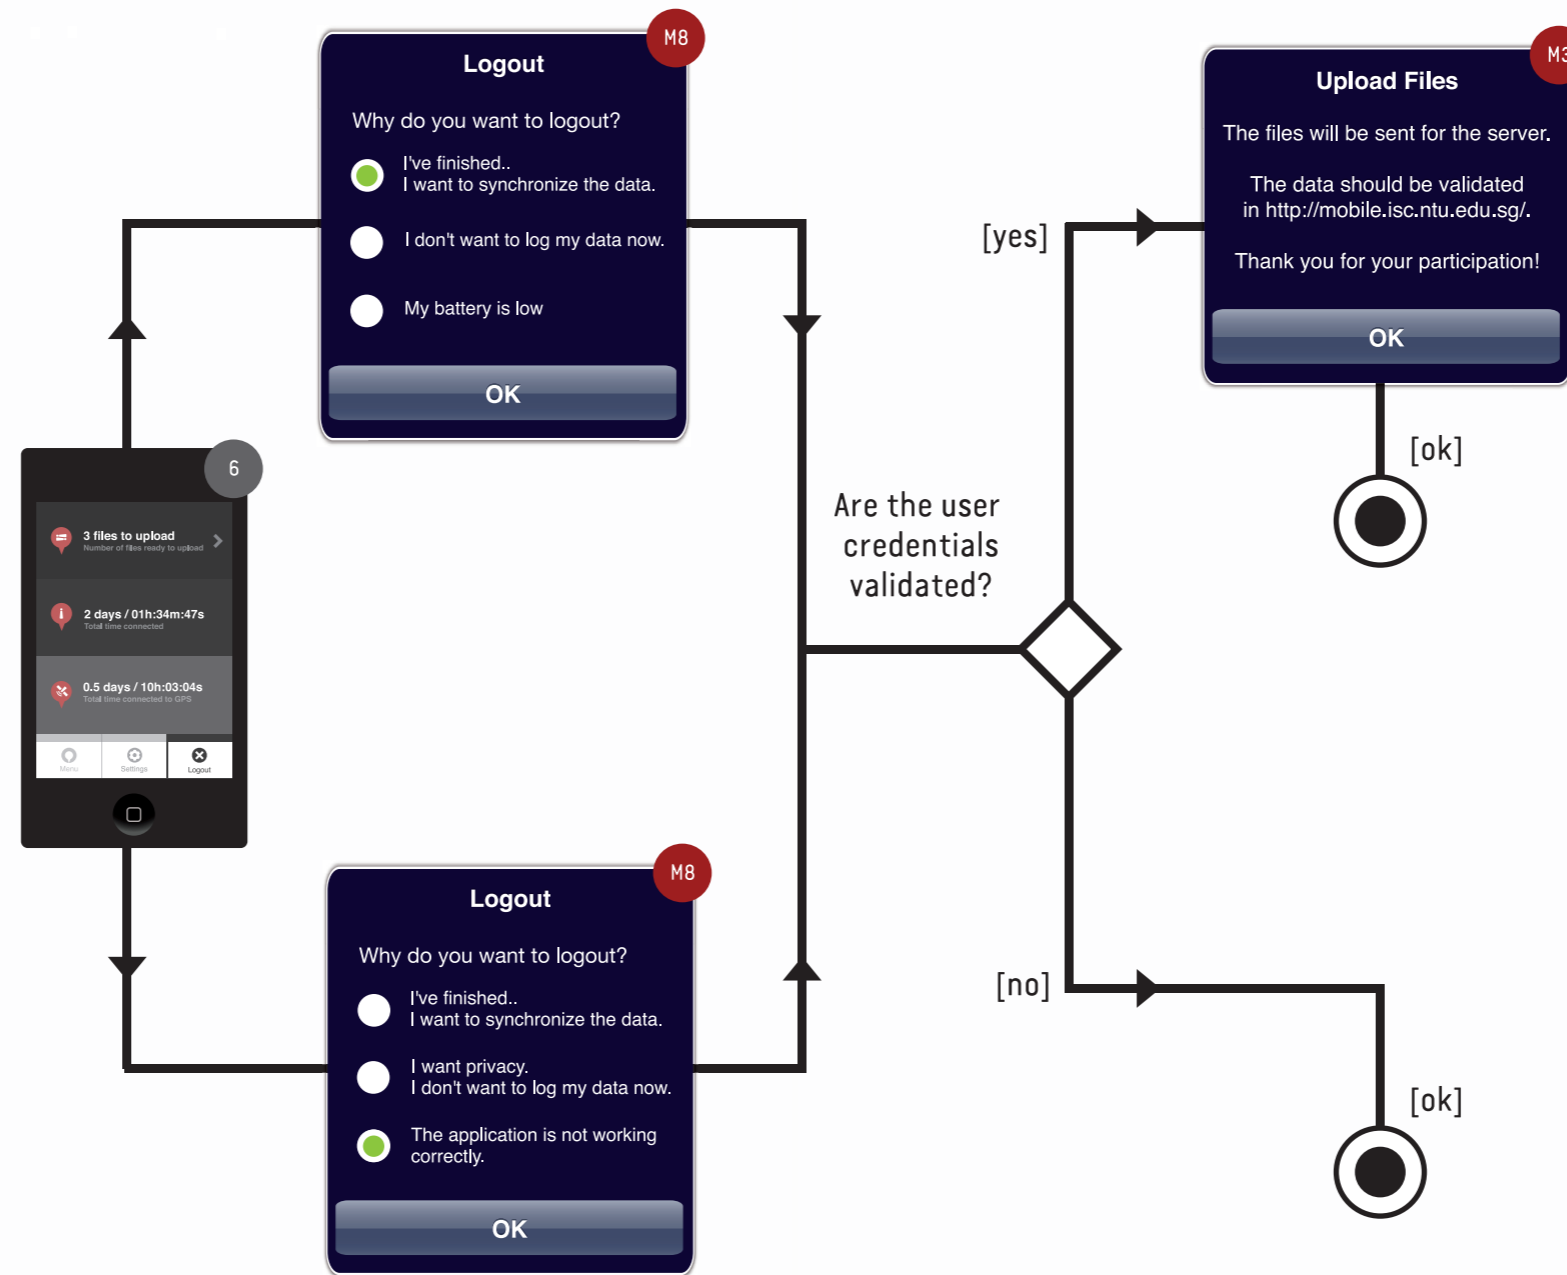 M8
Logout
Why do you want to logout?
I've finished..
I want to synchronize the data.
I don't want to log my data now.
My battery is low
OK
6
3 files to upload
Number of files ready to upload
2 days / 01h:34m:47s
Total time connected
0.5 days / 10h:03:04s
Total time connected to GPS
Menu
Settings
Logout
M8
Logout
Why do you want to logout?
I've finished..
I want to synchronize the data.
I want privacy.
I don't want to log my data now.
The application is not working
correctly.
OK
Are the user
credentials
validated?
[yes]
M3
Upload Files
The files will be sent for the server.
The data should be validated
in http://mobile.isc.ntu.edu.sg/.
Thank you for your participation!
OK
[ok]
[no]
[ok]